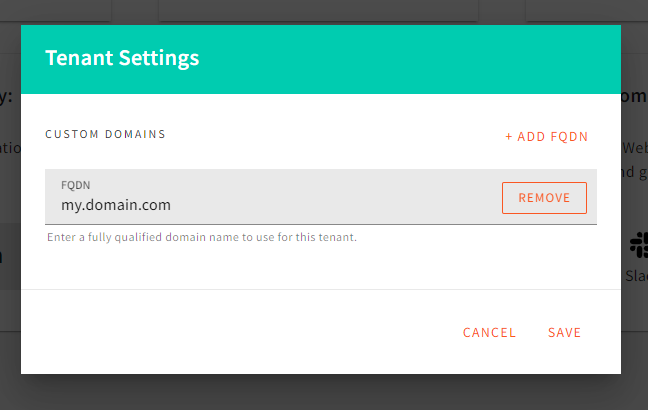 Tenant Settings
CUSTOM DOMAINS
+ ADD FQDN
FQDN
my.domain.com
REMOVE
Enter a fully qualified domain name to use for this tenant.
CANCEL
SAVE